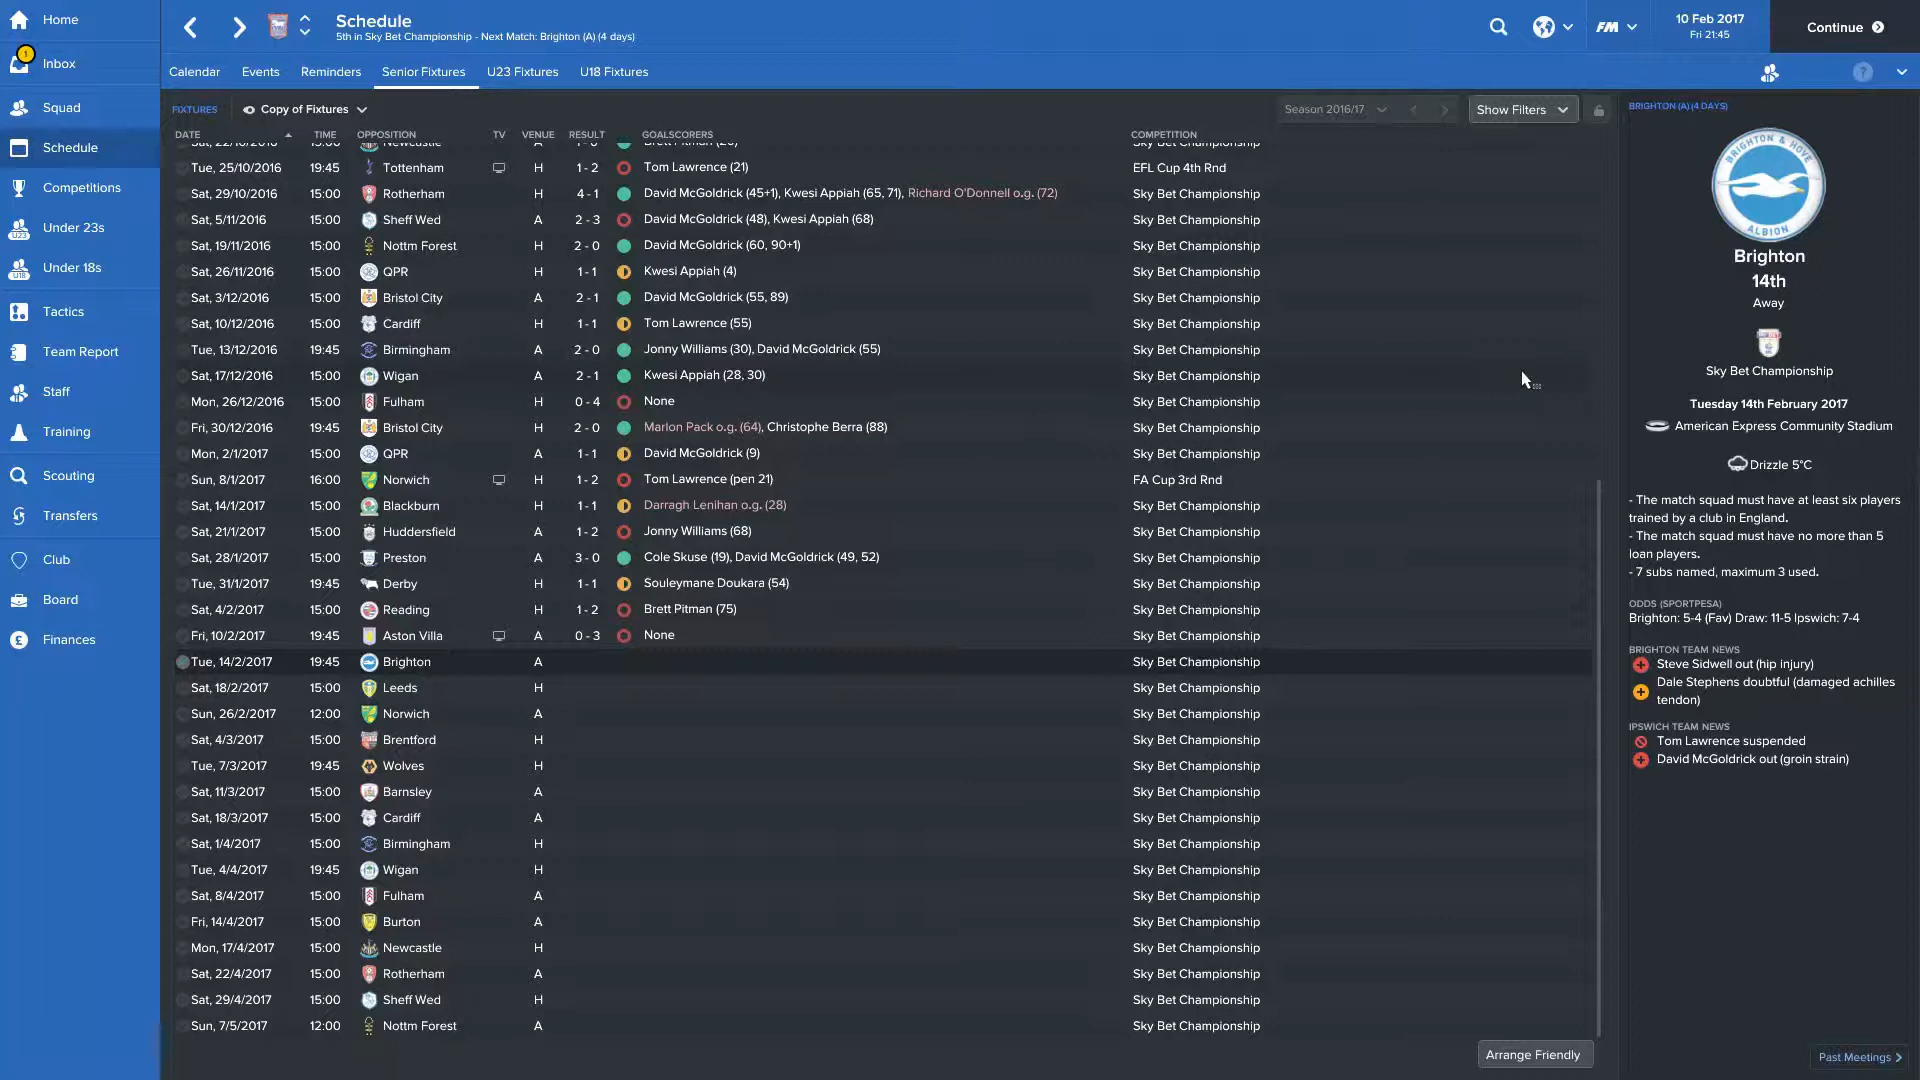 Home
1
Inbox
Squad
Schedule
Competitions
U23
Under 23s
U18
Under 18s
Tactics
Team Report
Staff
Training
Scouting
Transfers
Club
Board
Finances
Schedule
5th in Sky Bet Championship - Next Match: Brighton (A) (4 days)
FM
10 Feb 2017
Fri 21:45
Continue
Calendar Events Reminders Senior Fixtures U23 Fixtures U18 Fixtures
?
FIXTURES Copy of Fixtures Season 2016/17 Show Filters
DATE TIME OPPOSITION TV VENUE RESULT GOALSCORERS COMPETITION
Sat, 22/10/2016 15:00 Newcastle A 1 - 0 Brett Pitman Sky Bet Championship
Tue, 25/10/2016 19:45 Tottenham H 1 - 2 Tom Lawrence (21) EFL Cup 4th Rnd
Sat, 29/10/2016 15:00 Rotherham H 4 - 1 David McGoldrick (45+1), Kwesi Appiah (65, 71), Richard O'Donnell o.g. (72) Sky Bet Championship
Sat, 5/11/2016 15:00 Sheff Wed A 2 - 3 David McGoldrick (48), Kwesi Appiah (68) Sky Bet Championship
Sat, 19/11/2016 15:00 Nottm Forest H 2 - 0 David McGoldrick (60, 90+1) Sky Bet Championship
Sat, 26/11/2016 15:00 QPR H 1 - 1 Kwesi Appiah (4) Sky Bet Championship
Sat, 3/12/2016 15:00 Bristol City A 2 - 1 David McGoldrick (55, 89) Sky Bet Championship
Sat, 10/12/2016 15:00 Cardiff H 1 - 1 Tom Lawrence (55) Sky Bet Championship
Tue, 13/12/2016 19:45 Birmingham A 2 - 0 Jonny Williams (30), David McGoldrick (55) Sky Bet Championship
Sat, 17/12/2016 15:00 Wigan A 2 - 1 Kwesi Appiah (28, 30) Sky Bet Championship
Mon, 26/12/2016 15:00 Fulham H 0 - 4 None Sky Bet Championship
Fri, 30/12/2016 19:45 Bristol City H 2 - 0 Marlon Pack o.g. (64), Christophe Berra (88) Sky Bet Championship
Mon, 2/1/2017 15:00 QPR A 1 - 1 David McGoldrick (9) Sky Bet Championship
Sun, 8/1/2017 16:00 Norwich H 1 - 2 Tom Lawrence (pen 21) FA Cup 3rd Rnd
Sat, 14/1/2017 15:00 Blackburn H 1 - 1 Darragh Lenihan o.g. (28) Sky Bet Championship
Sat, 21/1/2017 15:00 Huddersfield A 1 - 2 Jonny Williams (68) Sky Bet Championship
Sat, 28/1/2017 15:00 Preston A 3 - 0 Cole Skuse (19), David McGoldrick (49, 52) Sky Bet Championship
Tue, 31/1/2017 19:45 Derby H 1 - 1 Souleymane Doukara (54) Sky Bet Championship
Sat, 4/2/2017 15:00 Reading H 1 - 2 Brett Pitman (75) Sky Bet Championship
Fri, 10/2/2017 19:45 Aston Villa A 0 - 3 None Sky Bet Championship
Tue, 14/2/2017 19:45 Brighton A Sky Bet Championship
Sat, 18/2/2017 15:00 Leeds H Sky Bet Championship
Sun, 26/2/2017 12:00 Norwich A Sky Bet Championship
Sat, 4/3/2017 15:00 Brentford H Sky Bet Championship
Tue, 7/3/2017 19:45 Wolves H Sky Bet Championship
Sat, 11/3/2017 15:00 Barnsley A Sky Bet Championship
Sat, 18/3/2017 15:00 Cardiff A Sky Bet Championship
Sat, 1/4/2017 15:00 Birmingham H Sky Bet Championship
Tue, 4/4/2017 19:45 Wigan H Sky Bet Championship
Sat, 8/4/2017 15:00 Fulham A Sky Bet Championship
Fri, 14/4/2017 15:00 Burton A Sky Bet Championship
Mon, 17/4/2017 15:00 Newcastle H Sky Bet Championship
Sat, 22/4/2017 15:00 Rotherham A Sky Bet Championship
Sat, 29/4/2017 15:00 Sheff Wed H Sky Bet Championship
Sun, 7/5/2017 12:00 Nottm Forest A Sky Bet Championship
Arrange Friendly
BRIGHTON (A) (4 DAYS)
BRIGHTON & HOVE
ALBION
Brighton
14th
Away
Sky Bet Championship
Tuesday 14th February 2017
American Express Community Stadium
Drizzle 5°C
- The match squad must have at least six players
trained by a club in England.
- The match squad must have no more than 5
loan players.
- 7 subs named, maximum 3 used.
ODDS (SPORTPESA)
Brighton: 5-4 (Fav) Draw: 11-5 Ipswich: 7-4
BRIGHTON TEAM NEWS
Steve Sidwell out (hip injury)
Dale Stephens doubtful (damaged achilles
tendon)
IPSWICH TEAM NEWS
Tom Lawrence suspended
David McGoldrick out (groin strain)
Past Meetings